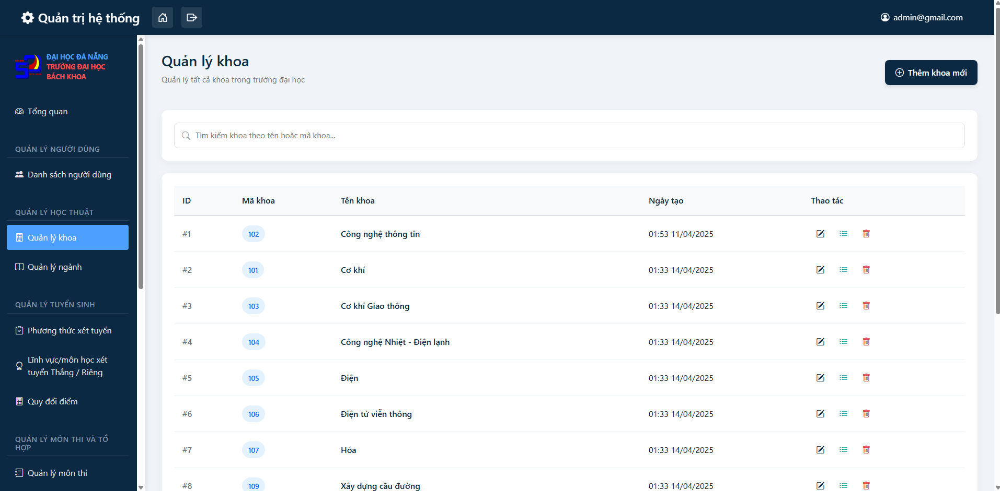 Quản trị hệ thống
admin@gmail.com
ĐẠI HỌC ĐÀ NẴNG
TRƯỜNG ĐẠI HỌC
BÁCH KHOA
Tổng quan
QUẢN LÝ NGƯỜI DÙNG
Danh sách người dùng
QUẢN LÝ HỌC THUẬT
Quản lý khoa
Quản lý ngành
QUẢN LÝ TUYỂN SINH
Phương thức xét tuyển
Lĩnh vực/môn học xét
tuyển Thẳng / Riêng
Quy đổi điểm
QUẢN LÝ MÔN THI VÀ TỔ
HỢP
Quản lý môn thi
Quản lý khoa
Quản lý tất cả khoa trong trường đại học
Thêm khoa mới
Tìm kiếm khoa theo tên hoặc mã khoa...
ID Mã khoa Tên khoa Ngày tạo Thao tác
#1 102 Công nghệ thông tin 01:53 11/04/2025
#2 101 Cơ khí 01:33 14/04/2025
#3 103 Cơ khí Giao thông 01:33 14/04/2025
#4 104 Công nghệ Nhiệt - Điện lạnh 01:33 14/04/2025
#5 105 Điện 01:33 14/04/2025
#6 106 Điện tử viễn thông 01:33 14/04/2025
#7 107 Hóa 01:33 14/04/2025
#8 109 Xây dựng cầu đường 01:33 14/04/2025